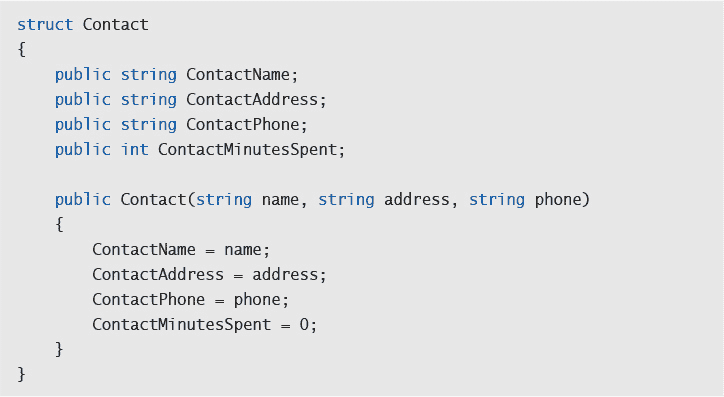 struct Contact
{
    public string ContactName;
    public string ContactAddress;
    public string ContactPhone;
    public int ContactMinutesSpent;

    public Contact(string name, string address, string phone)
    {
        ContactName = name;
        ContactAddress = address;
        ContactPhone = phone;
        ContactMinutesSpent = 0;
    }
}